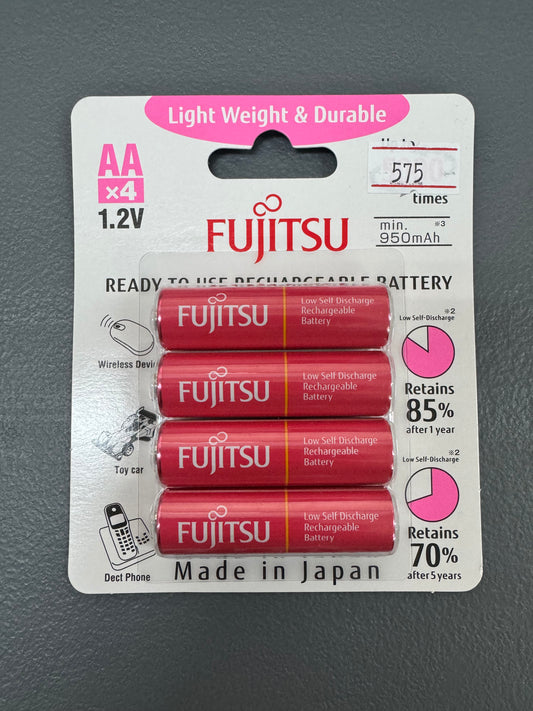 Light Weight & Durable
AA
x4
1.2V
575
times
min. ※3
950mAh
FUJITSU
READY TO USE RECHARGEABLE BATTERY
FUJITSU
Low Self Discharge
Rechargeable
Battery
FUJITSU
Low Self Discharge
Rechargeable
Battery
FUJITSU
Low Self Discharge
Rechargeable
Battery
FUJITSU
Low Self Discharge
Rechargeable
Battery
Wireless
Toy car
Dect Phone
※2
Low Self-Discharge
Retains
85%
after 1 year
※2
Low Self-Discharge
Retains
70%
after 5 years
Made in Japan